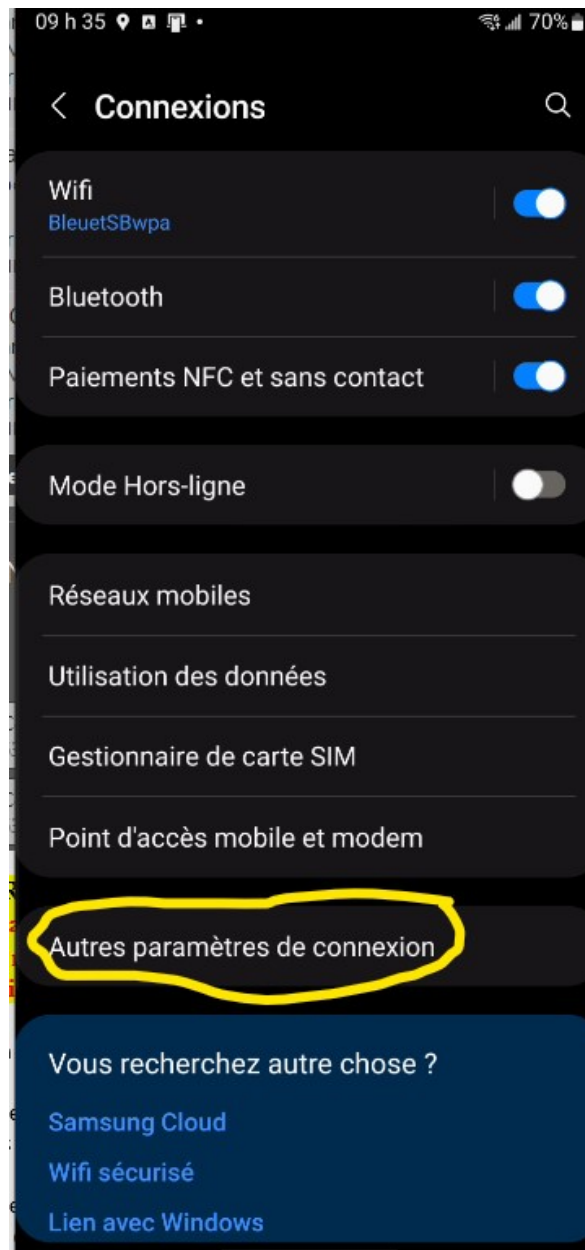 09 h 35
70%
Connexions
Wifi
BleuetSBwpa
Bluetooth
Paiements NFC et sans contact
Mode Hors-ligne
Réseaux mobiles
Utilisation des données
Gestionnaire de carte SIM
Point d'accès mobile et modem
Autres paramètres de connexion
Vous recherchez autre chose ?
Samsung Cloud
Wifi sécurisé
Lien avec Windows